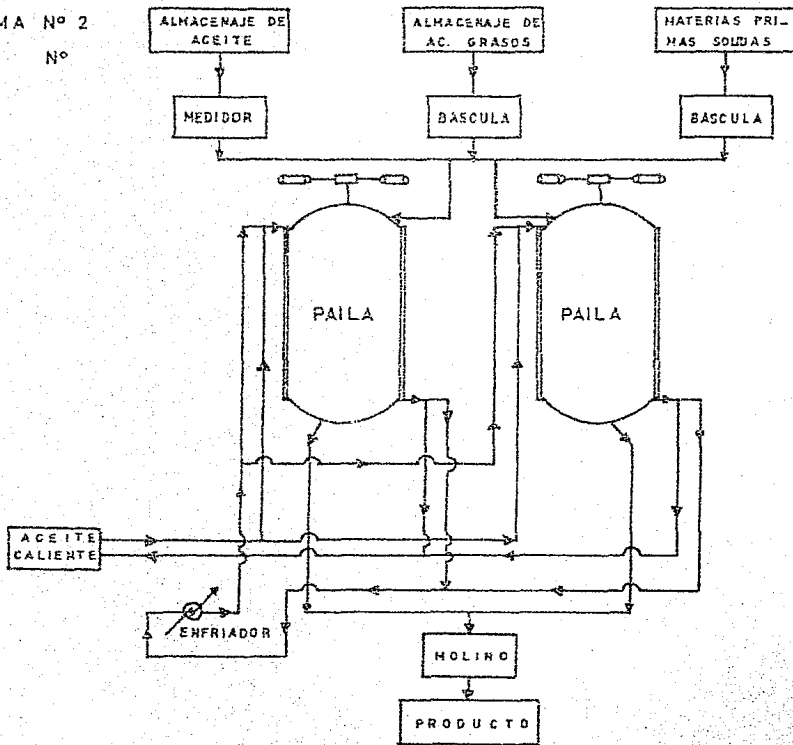 MA Nº 2
Nº
ALMACENAJE DE
ACEITE
ALMACENAJE DE
AC. GRASOS
MATERIAS PRI-
MAS SOLIDAS
MEDIDOR
BASCULA
BASCULA
PAILA
PAILA
ACEITE
CALIENTE
ENFRIADOR
MOLINO
PRODUCTO